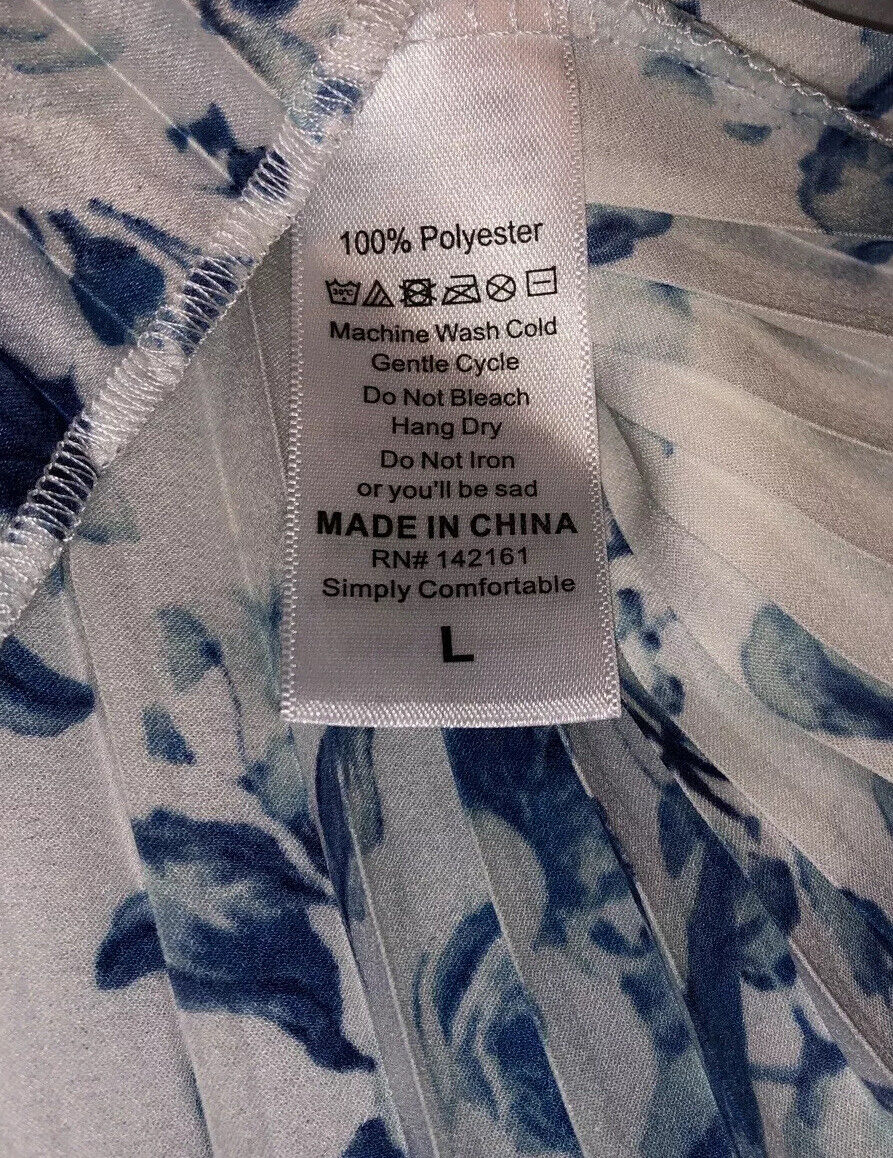 100% Polyester
30°C
Machine Wash Cold
Gentle Cycle
Do Not Bleach
Hang Dry
Do Not Iron
or you'll be sad
MADE IN CHINA
RN# 142161
Simply Comfortable
L